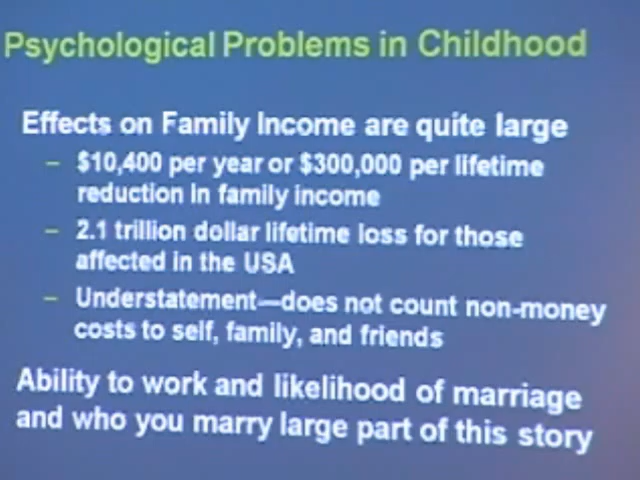 Psychological Problems in Childhood
Effects on Family Income are quite large
– $10,400 per year or $300,000 per lifetime
reduction in family income
– 2.1 trillion dollar lifetime loss for those
affected in the USA
– Understatement—does not count non-money
costs to self, family, and friends
Ability to work and likelihood of marriage
and who you marry large part of this story